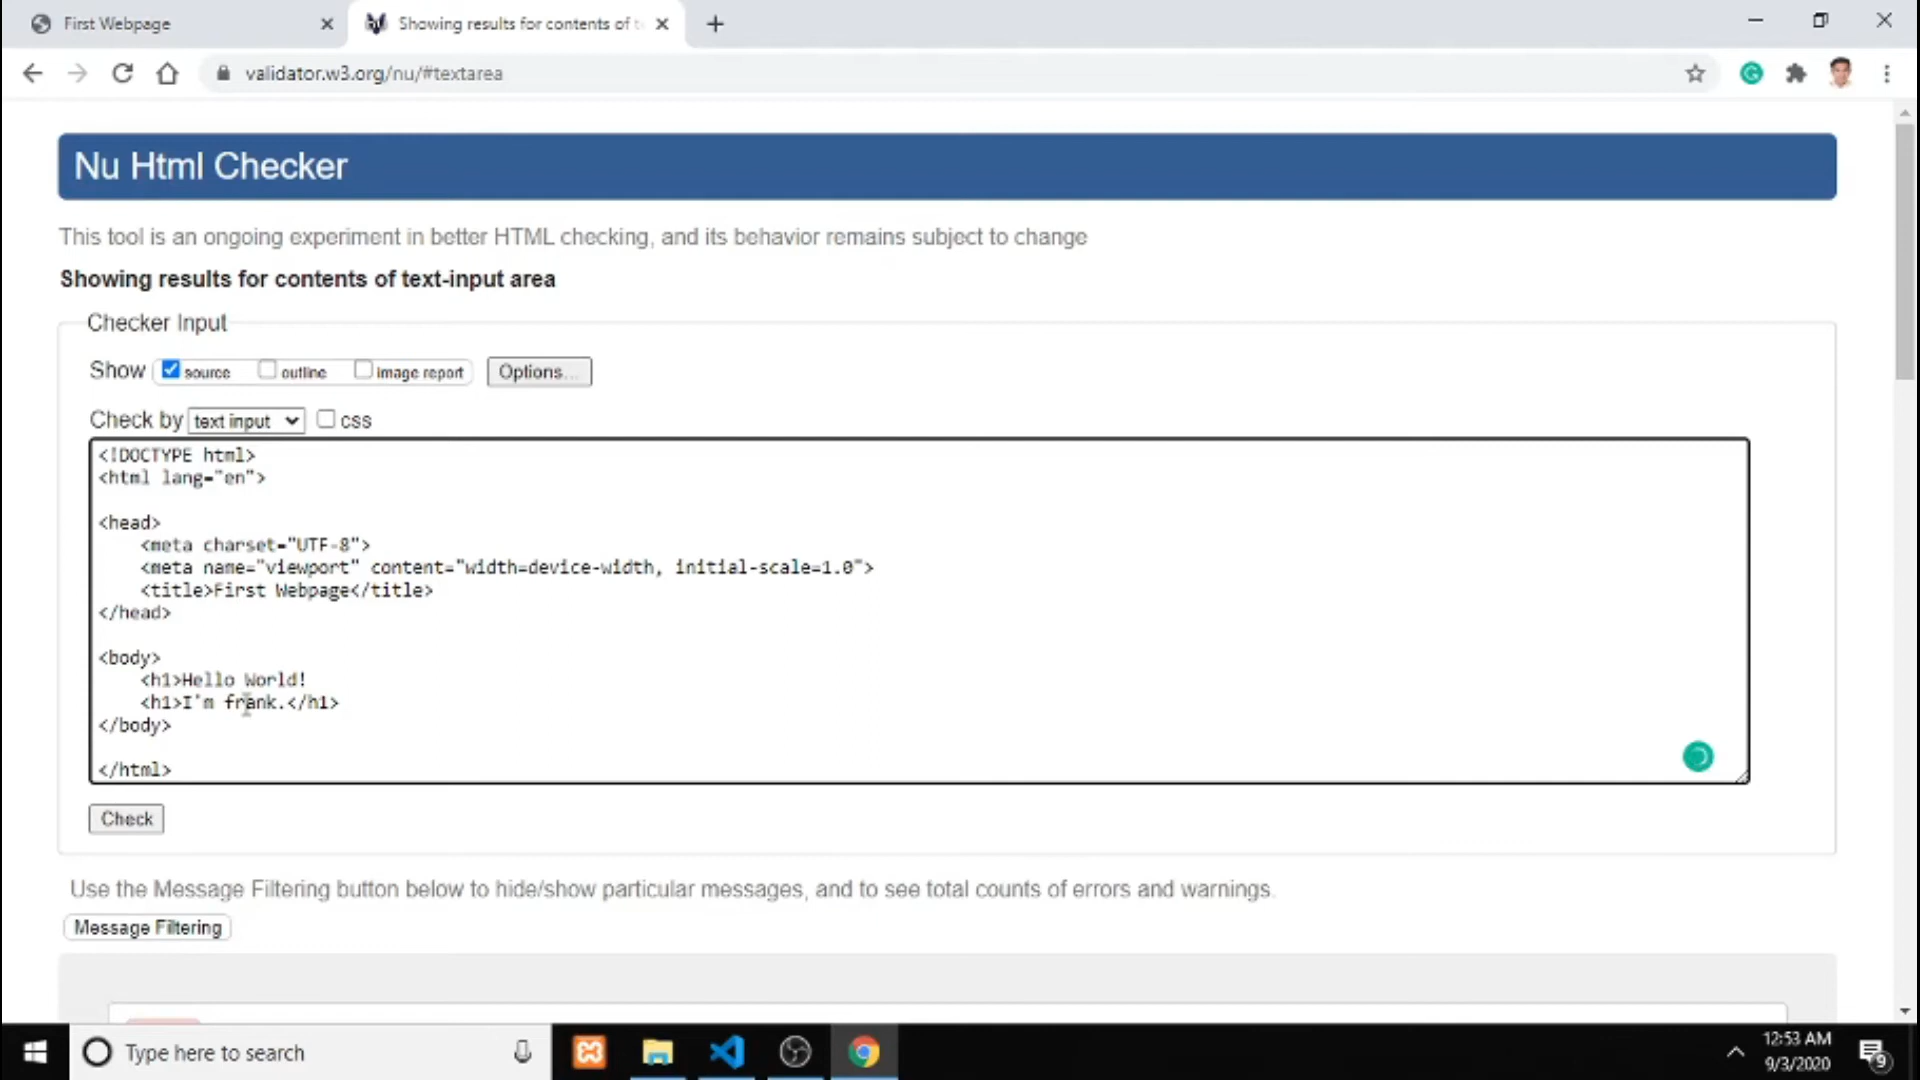 First Webpage
Showing results for contents of t
validator.w3.org/nu/#textarea
Nu Html Checker
This tool is an ongoing experiment in better HTML checking, and its behavior remains subject to change
Showing results for contents of text-input area
Checker Input
Show source outline image report Options...
Check by text input css
<!DOCTYPE html>
<html lang="en">
<head>
<meta charset="UTF-8">
<meta name="viewport" content="width=device-width, initial-scale=1.0">
<title>First Webpage</title>
</head>
<body>
<h1>Hello World!
<h1>I'm frank.</h1>
</body>
</html>
Check
Use the Message Filtering button below to hide/show particular messages, and to see total counts of errors and warnings.
Message Filtering
Type here to search
12:53 AM
9/3/2020
9